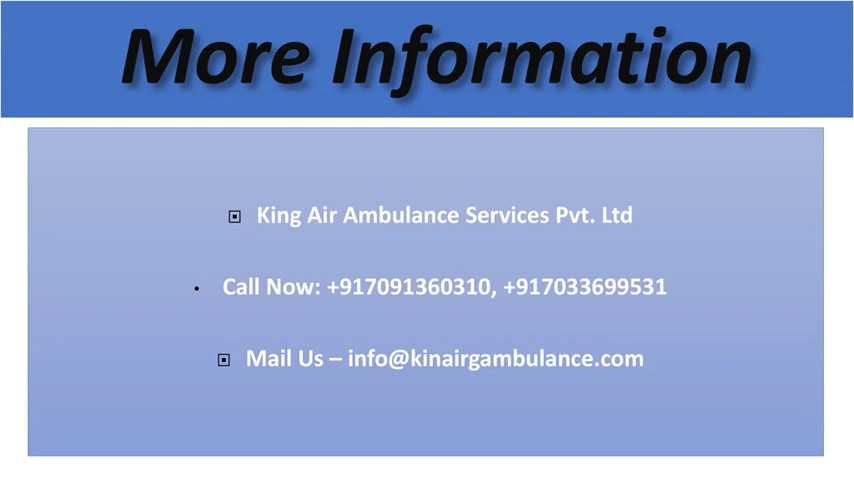 More Information
King Air Ambulance Services Pvt. Ltd
Call Now: +917091360310, +917033699531
Mail Us – info@kinairgambulance.com